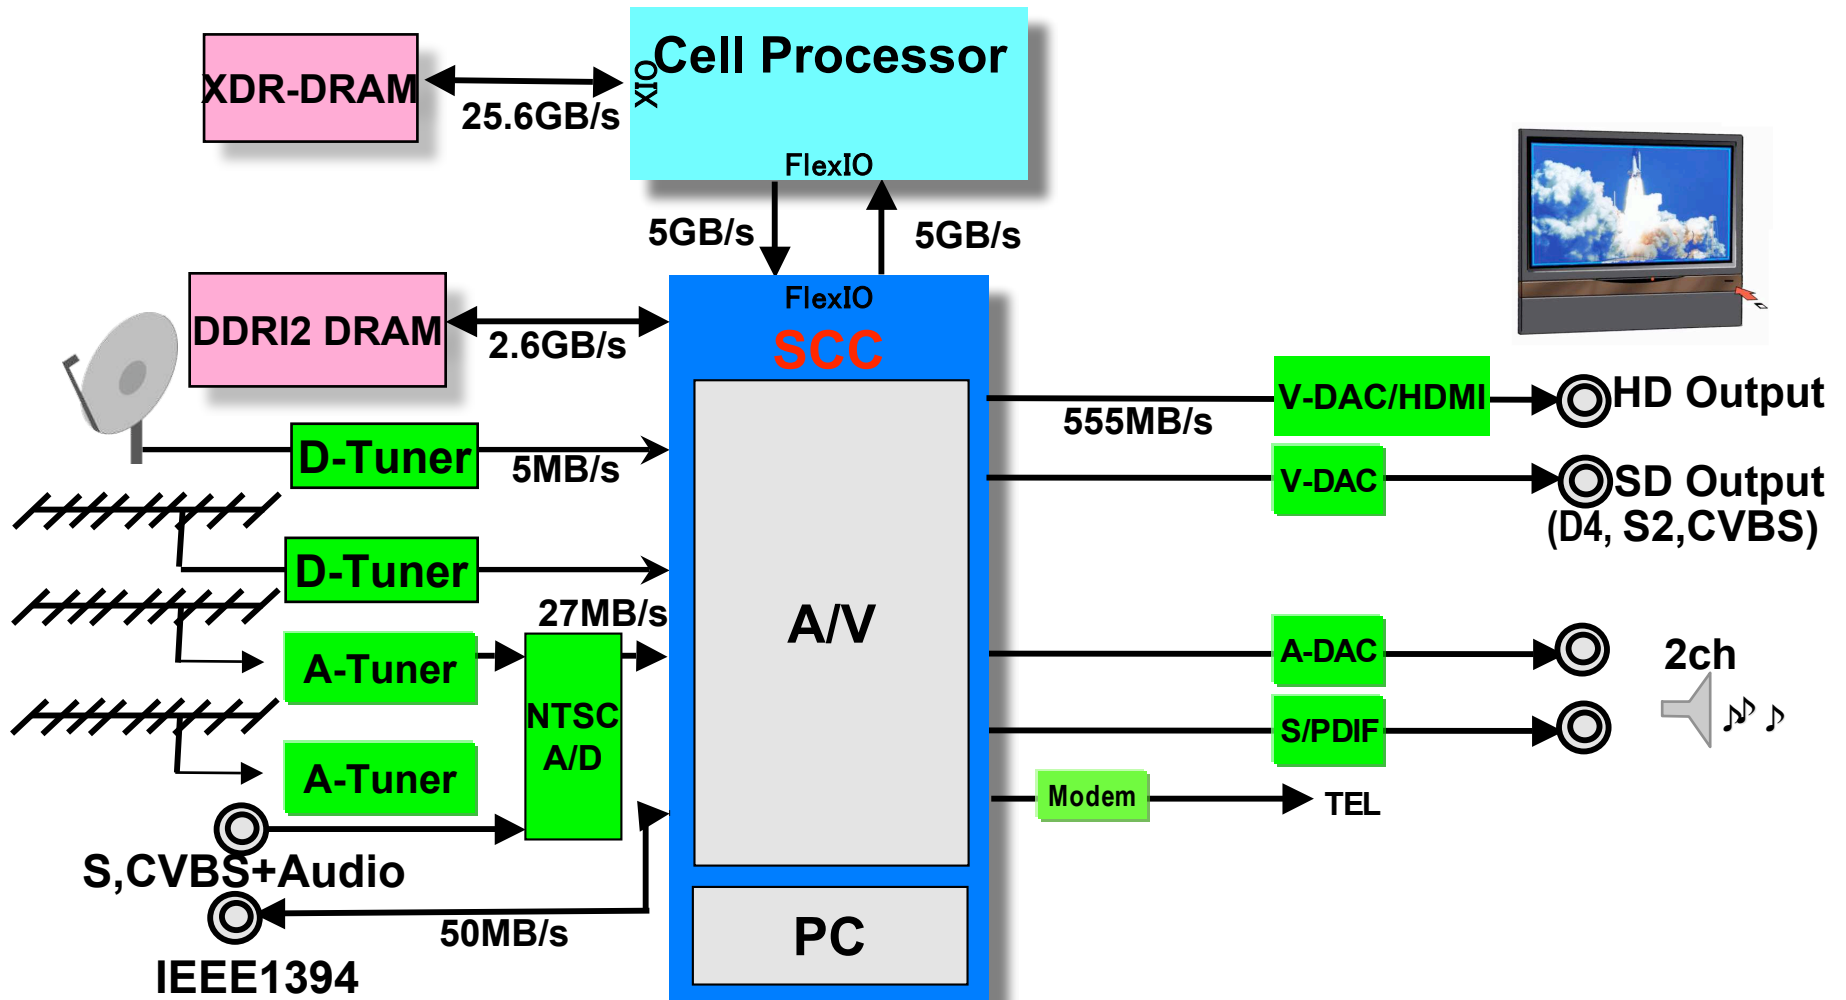 Cell Processor
XIO
XDR-DRAM
25.6GB/s
FlexIO
5GB/s
5GB/s
FlexIO
SCC
DDRI2 DRAM
2.6GB/s
D-Tuner
5MB/s
D-Tuner
27MB/s
A-Tuner
NTSC
A/D
A-Tuner
S,CVBS+Audio
50MB/s
IEEE1394
A/V
PC
555MB/s
V-DAC/HDMI
HD Output
V-DAC
SD Output
(D4, S2,CVBS)
A-DAC
2ch
S/PDIF
Modem
TEL